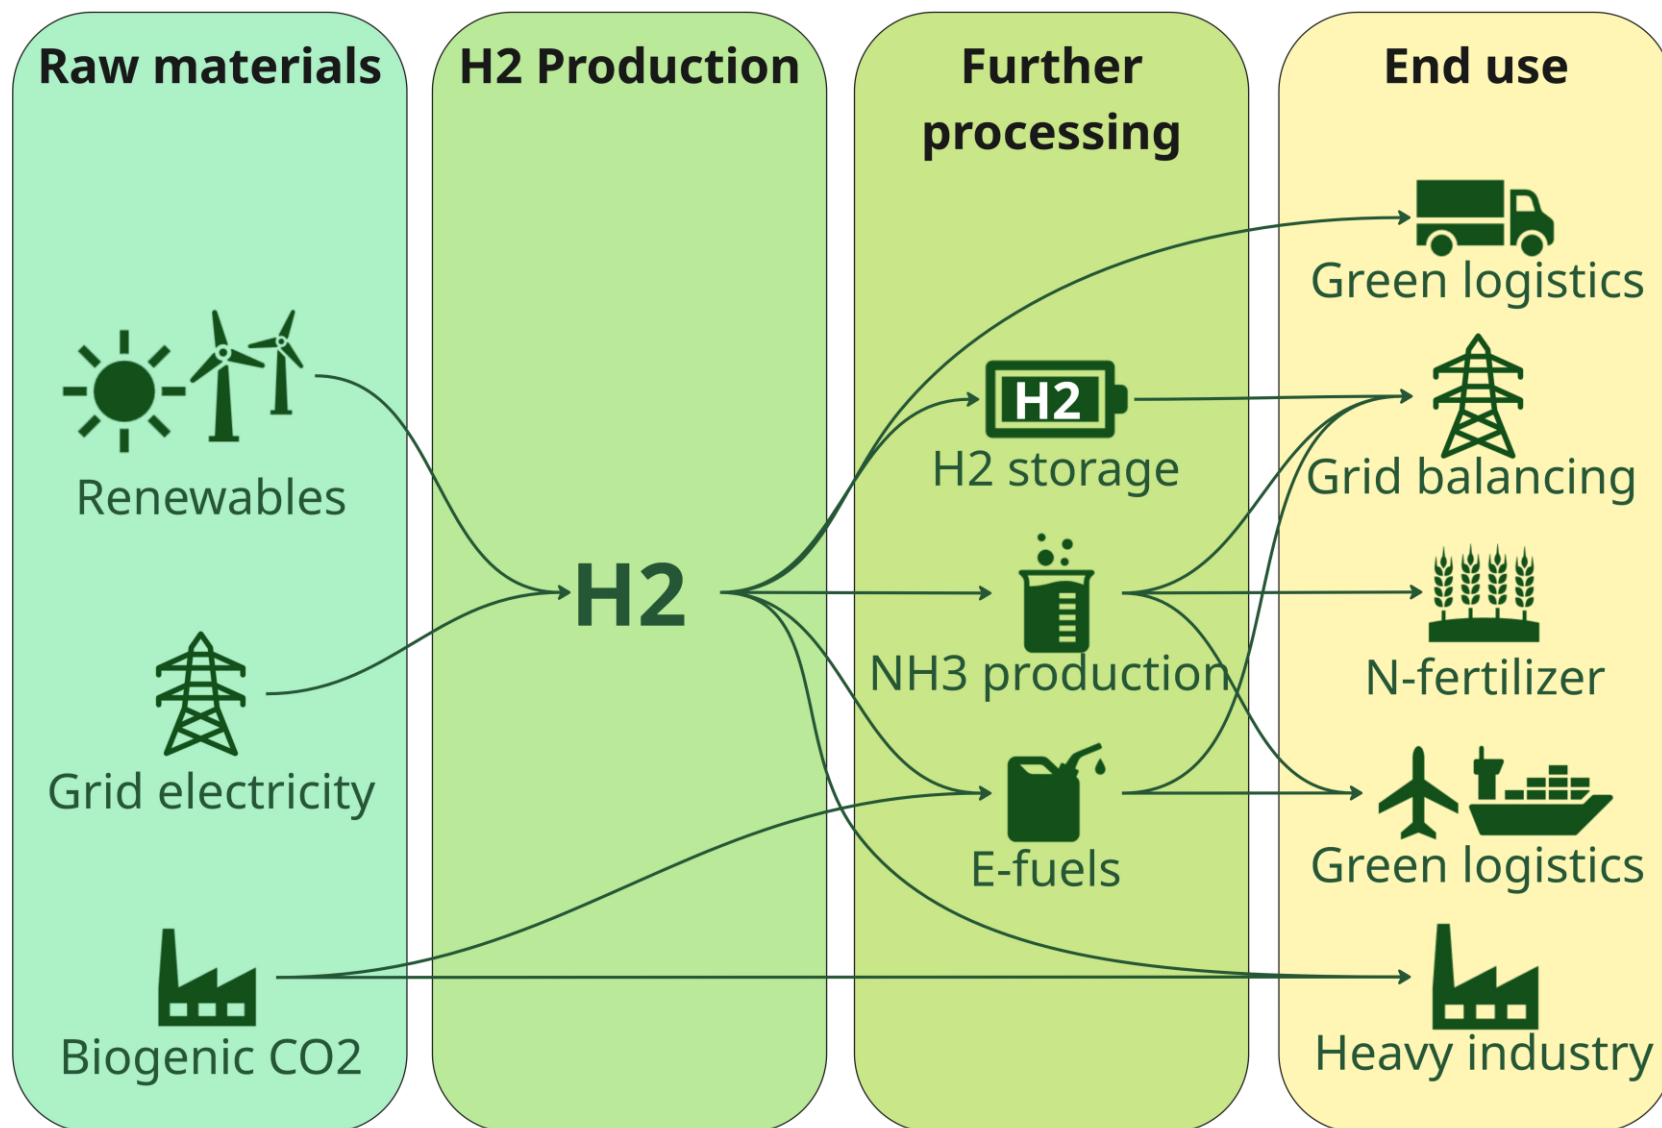 Raw materials
Renewables
Grid electricity
Biogenic CO2
H2 Production
H2
Further
processing
H2
H2 storage
NH3 production
E-fuels
End use
Green logistics
Grid balancing
N-fertilizer
Green logistics
Heavy industry